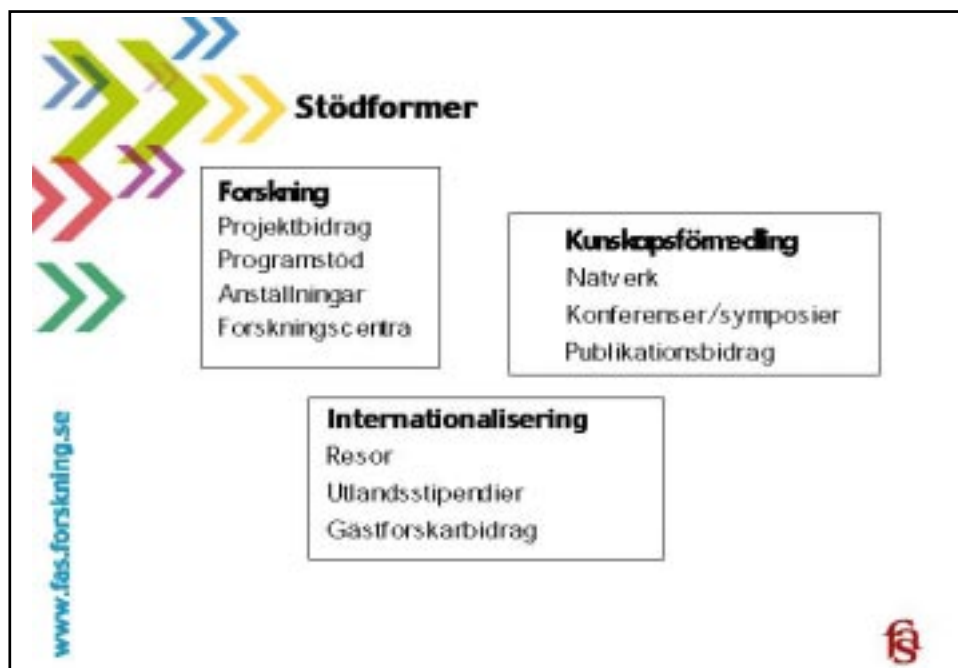 Stödformer
Forskning
Projektbidrag
Programstöd
Anställningar
Forskningscentra
Kunskapsförmedling
Nätverk
Konferenser/symposier
Publikationsbidrag
Internationalisering
Resor
Utlandsstipendier
Gästforskarbidrag
www.fas.forskning.se
fas